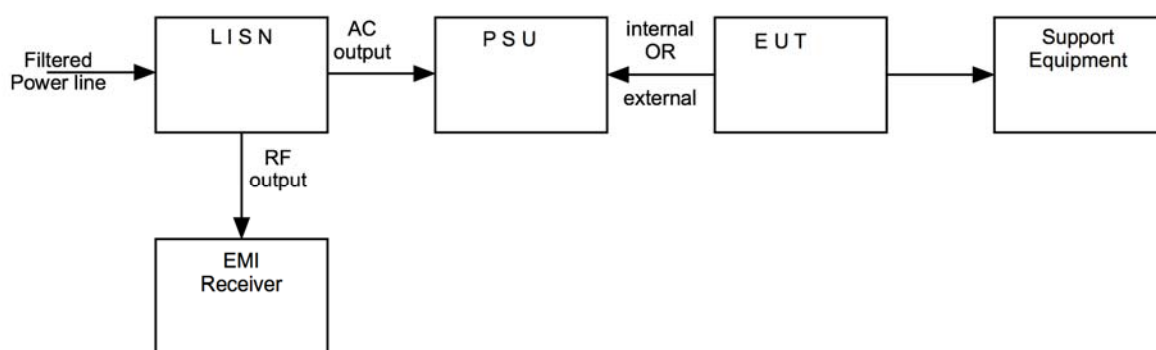 Filtered
Power line
L I S N
AC
output
P S U
internal
OR
external
E U T
Support
Equipment
RF
output
EMI
Receiver